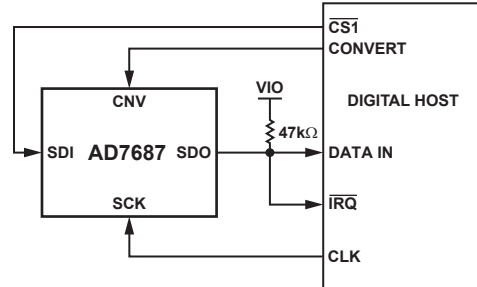 CS1
CONVERT
VIO
CNV
DIGITAL HOST
47kΩ
SDI AD7687 SDO
DATA IN
SCK
IRQ
CLK